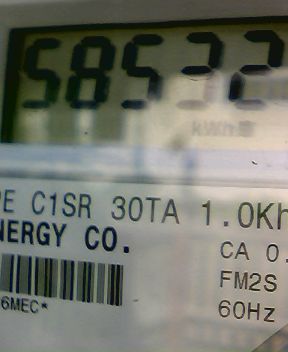 58532
kWh
PE C1SR 30TA 1.0Kh
NERGY CO.
CA 0.
FM2S
6MEC*
60Hz